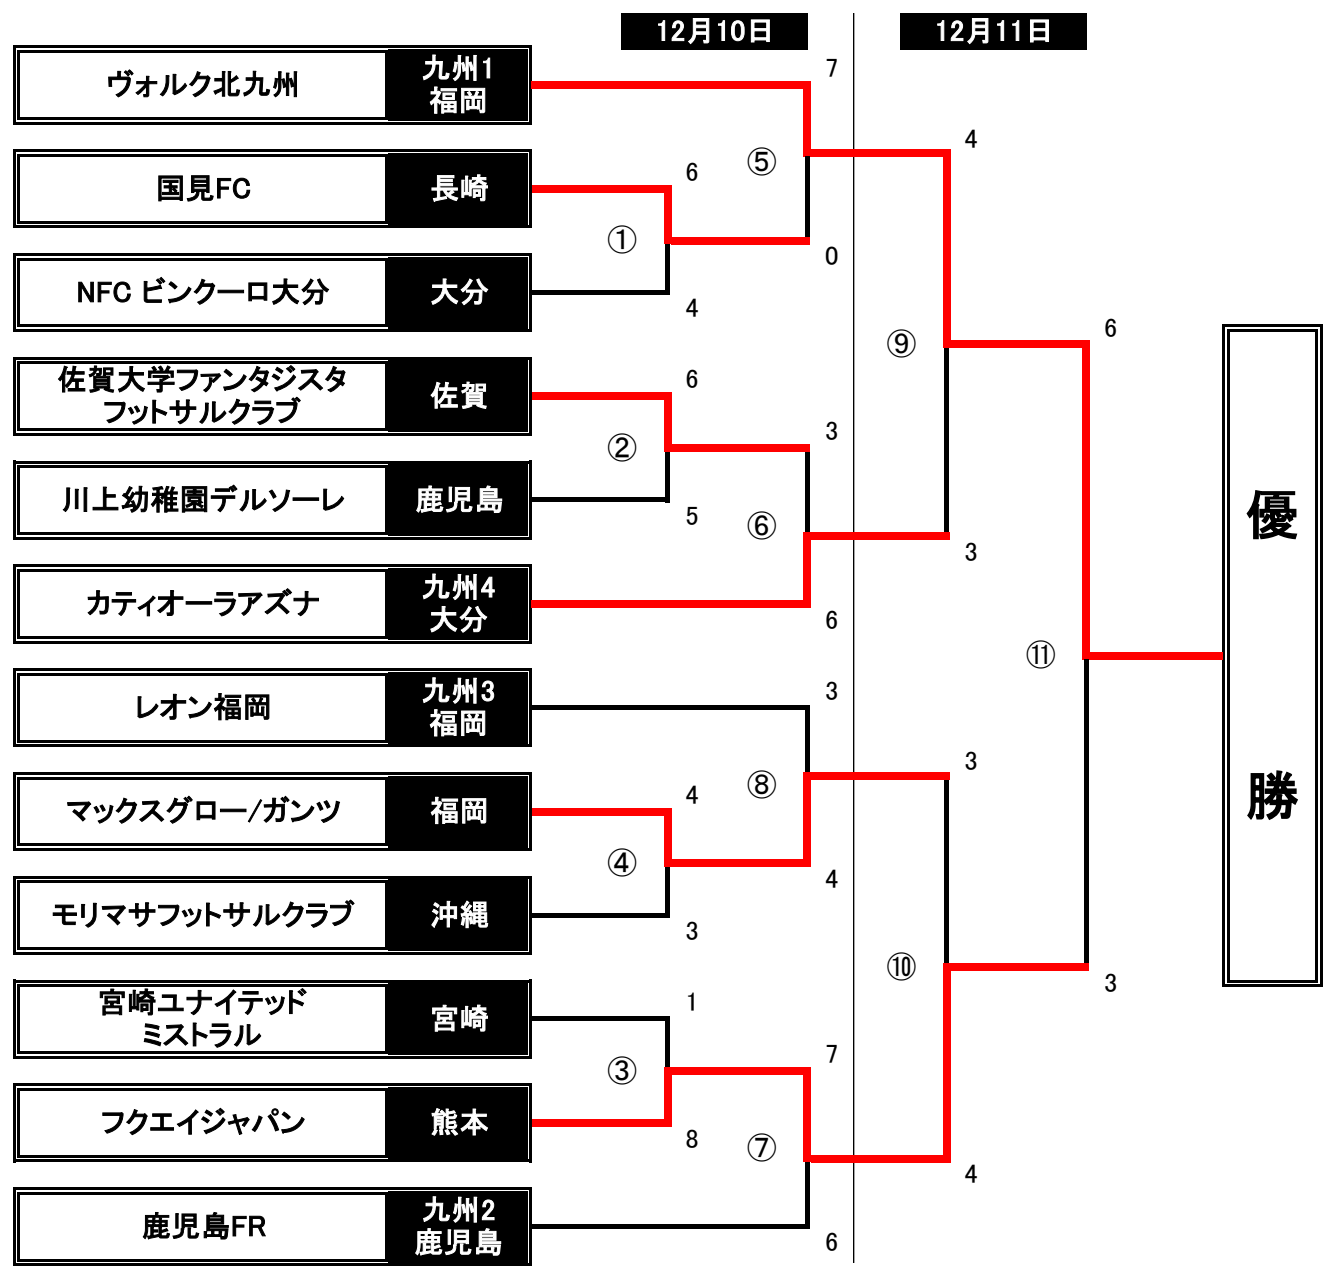 12月10日
12月11日
ヴォルク北九州
九州1
福岡
7
4
国見FC
長崎
6
⑤
①
0
NFC ビンクーロ大分
大分
4
⑨
6
佐賀大学ファンタジスタ
フットサルクラブ
佐賀
6
②
3
川上幼稚園デルソーレ
鹿児島
5
⑥
3
カティオーラアズナ
九州4
大分
6
⑪
優
勝
レオン福岡
九州3
福岡
3
⑧
3
マックスグロー/ガンツ
福岡
4
④
4
モリマサフットサルクラブ
沖縄
3
⑩
3
宮崎ユナイテッド
ミストラル
宮崎
1
③
7
フクエイジャパン
熊本
8
⑦
4
鹿児島FR
九州2
鹿児島
6